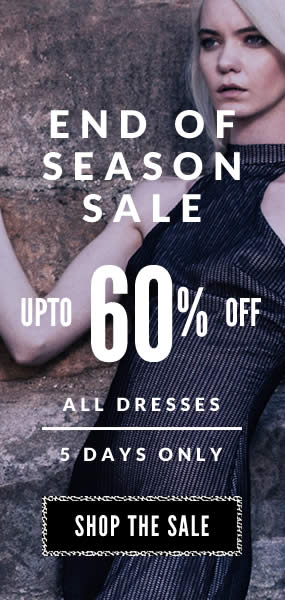 END OF
SEASON
SALE
UPTO 60% OFF
ALL DRESSES
5 DAYS ONLY
SHOP THE SALE